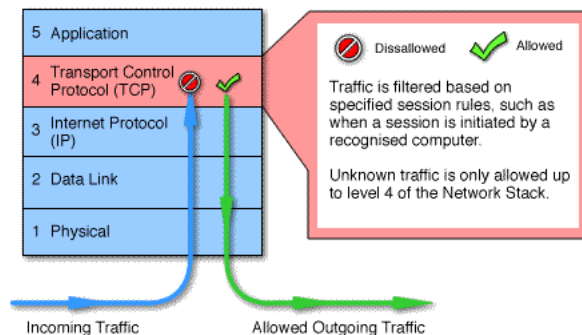 5 Application
4 Transport Control
Protocol (TCP)
3 Internet Protocol
(IP)
2 Data Link
1 Physical
Incoming Traffic
Allowed Outgoing Traffic
Dissallowed
Allowed
Traffic is filtered based on
specified session rules, such as
when a session is initiated by a
recognised computer.
Unknown traffic is only allowed up
to level 4 of the Network Stack.